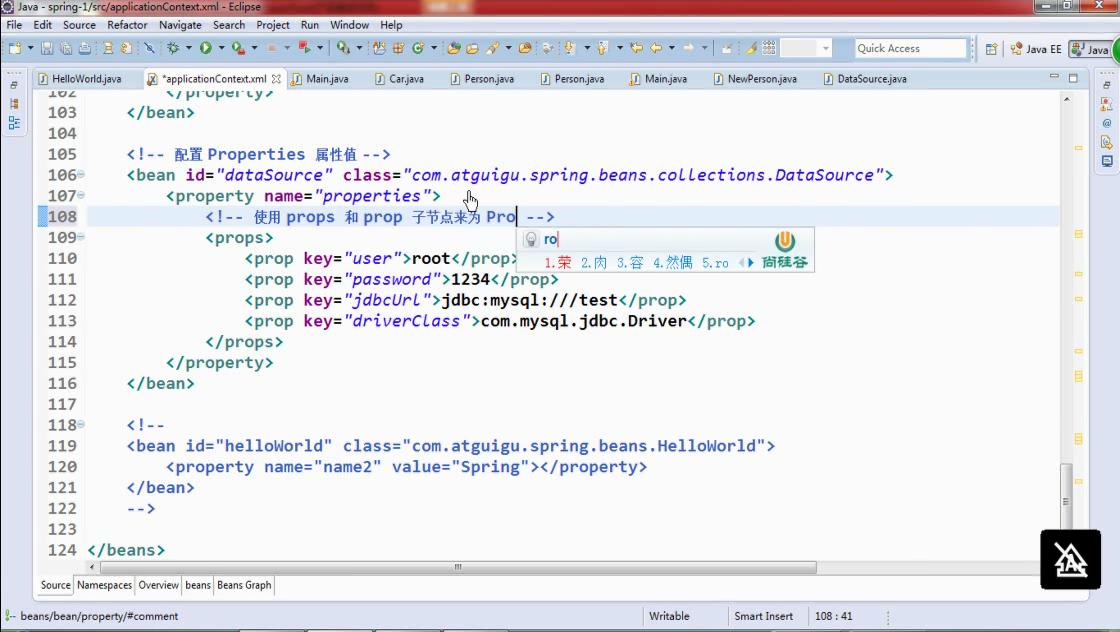 Java - spring-1/src/applicationContext.xml - Eclipse
File Edit Source Refactor Navigate Search Project Run Window Help
Quick Access Java EE Java
HelloWorld.java *applicationContext.xml Main.java Car.java Person.java Person.java Main.java NewPerson.java DataSource.java
102 </property>
103 </bean>
104
105 <!-- 配置 Properties 属性值 -->
106 <bean id="dataSource" class="com.atguigu.spring.beans.collections.DataSource">
107 <property name="properties">
108 <!-- 使用 props 和 prop 子节点来为 Pro -->
ro
109 <props>
110 <prop key="user">root</prop>
1.荣 2.肉 3.容 4.然偶 5.ro 尚硅谷
111 <prop key="password">1234</prop>
112 <prop key="jdbcUrl">jdbc:mysql:///test</prop>
113 <prop key="driverClass">com.mysql.jdbc.Driver</prop>
114 </props>
115 </property>
116 </bean>
117
118 <!--
119 <bean id="helloWorld" class="com.atguigu.spring.beans.HelloWorld">
120 <property name="name2" value="Spring"></property>
121 </bean>
122 -->
123
124 </beans>
Source Namespaces Overview beans Beans Graph
beans/bean/property/#comment Writable Smart Insert 108 : 41